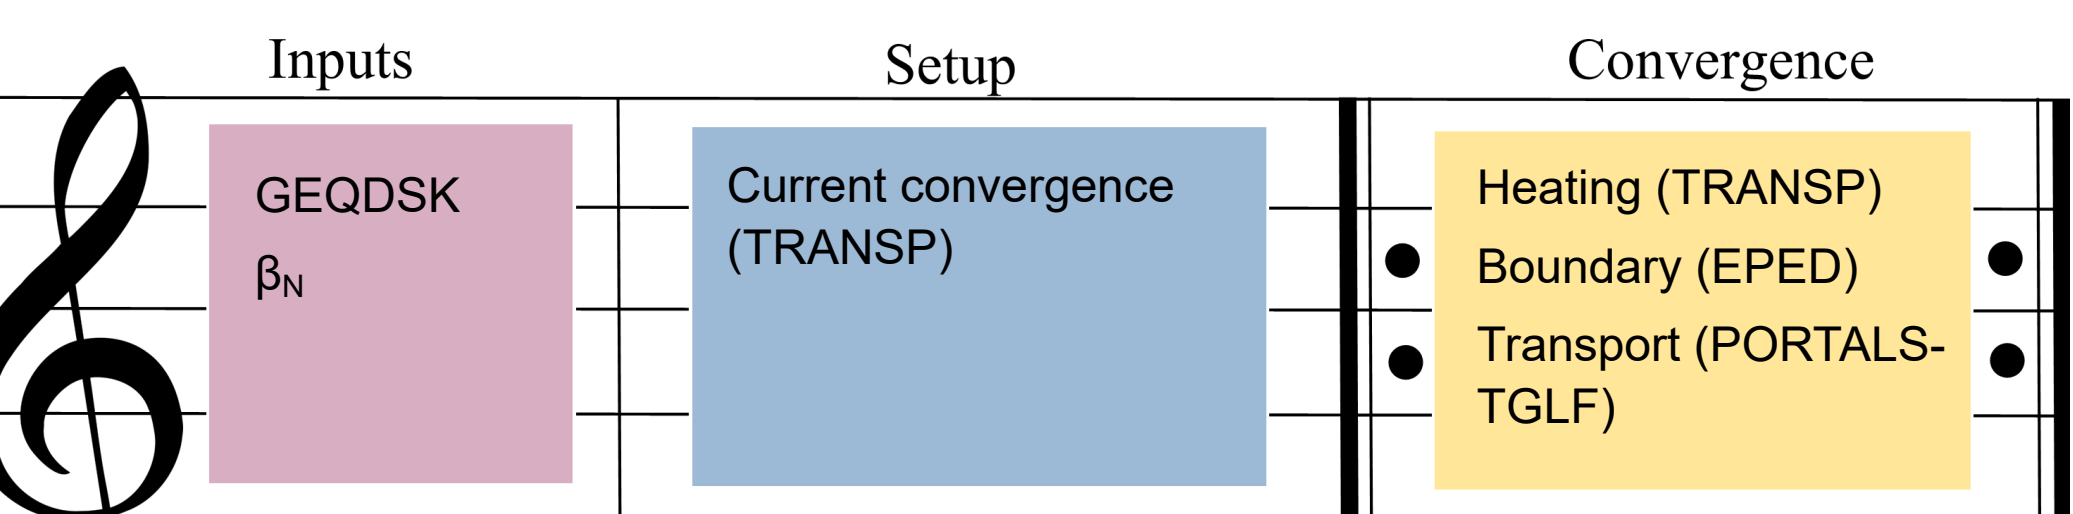 Inputs
GEQDSK
βN
Setup
Current convergence
(TRANSP)
Convergence
Heating (TRANSP)
Boundary (EPED)
Transport (PORTALS-
TGLF)